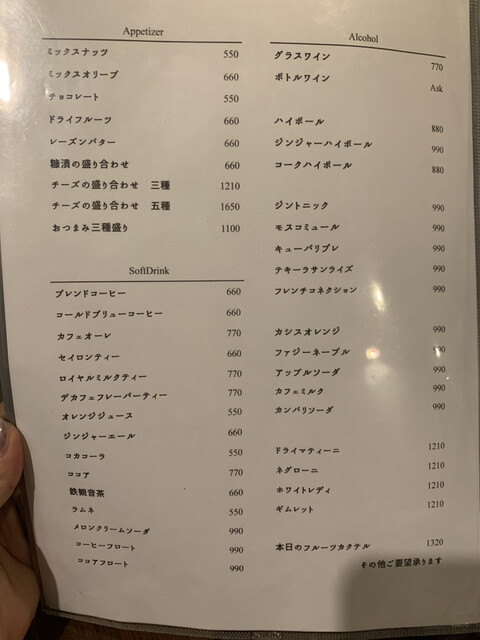 Appetizer
ミックスナッツ 550
ミックスオリーブ 660
チョコレート 550
ドライフルーツ 660
レーズンバター 660
糠漬の盛り合わせ 660
チーズの盛り合わせ 三種 1210
チーズの盛り合わせ 五種 1650
おつまみ三種盛り 1100
SoftDrink
ブレンドコーヒー 660
コールドブリューコーヒー 660
カフェオーレ 770
セイロンティー 660
ロイヤルミルクティー 770
デカフェフレーバーティー 770
オレンジジュース 550
ジンジャーエール 660
コカコーラ 550
ココア 770
鉄観音茶 660
ラムネ 550
メロンクリームソーダ 990
コーヒーフロート 990
ココアフロート 990
Alcohol
グラスワイン 770
ボトルワイン Ask
ハイボール 880
ジンジャーハイボール 990
コークハイボール 880
ジントニック 990
モスコミュール 990
キューバリブレ 990
テキーラサンライズ 990
フレンチコネクション 990
カシスオレンジ 990
ファジーネーブル 990
アップルソーダ 990
カフェミルク 990
カンパリソーダ 990
ドライマティーニ 1210
ネグローニ 1210
ホワイトレディ 1210
ギムレット 1210
本日のフルーツカクテル 1320
その他ご要望承ります